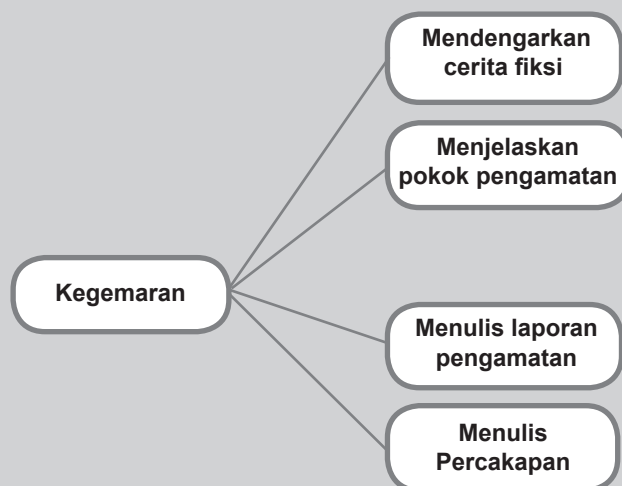 Mendengarkan
cerita fiksi
Menjelaskan
pokok pengamatan
Kegemaran
Menulis laporan
pengamatan
Menulis
Percakapan